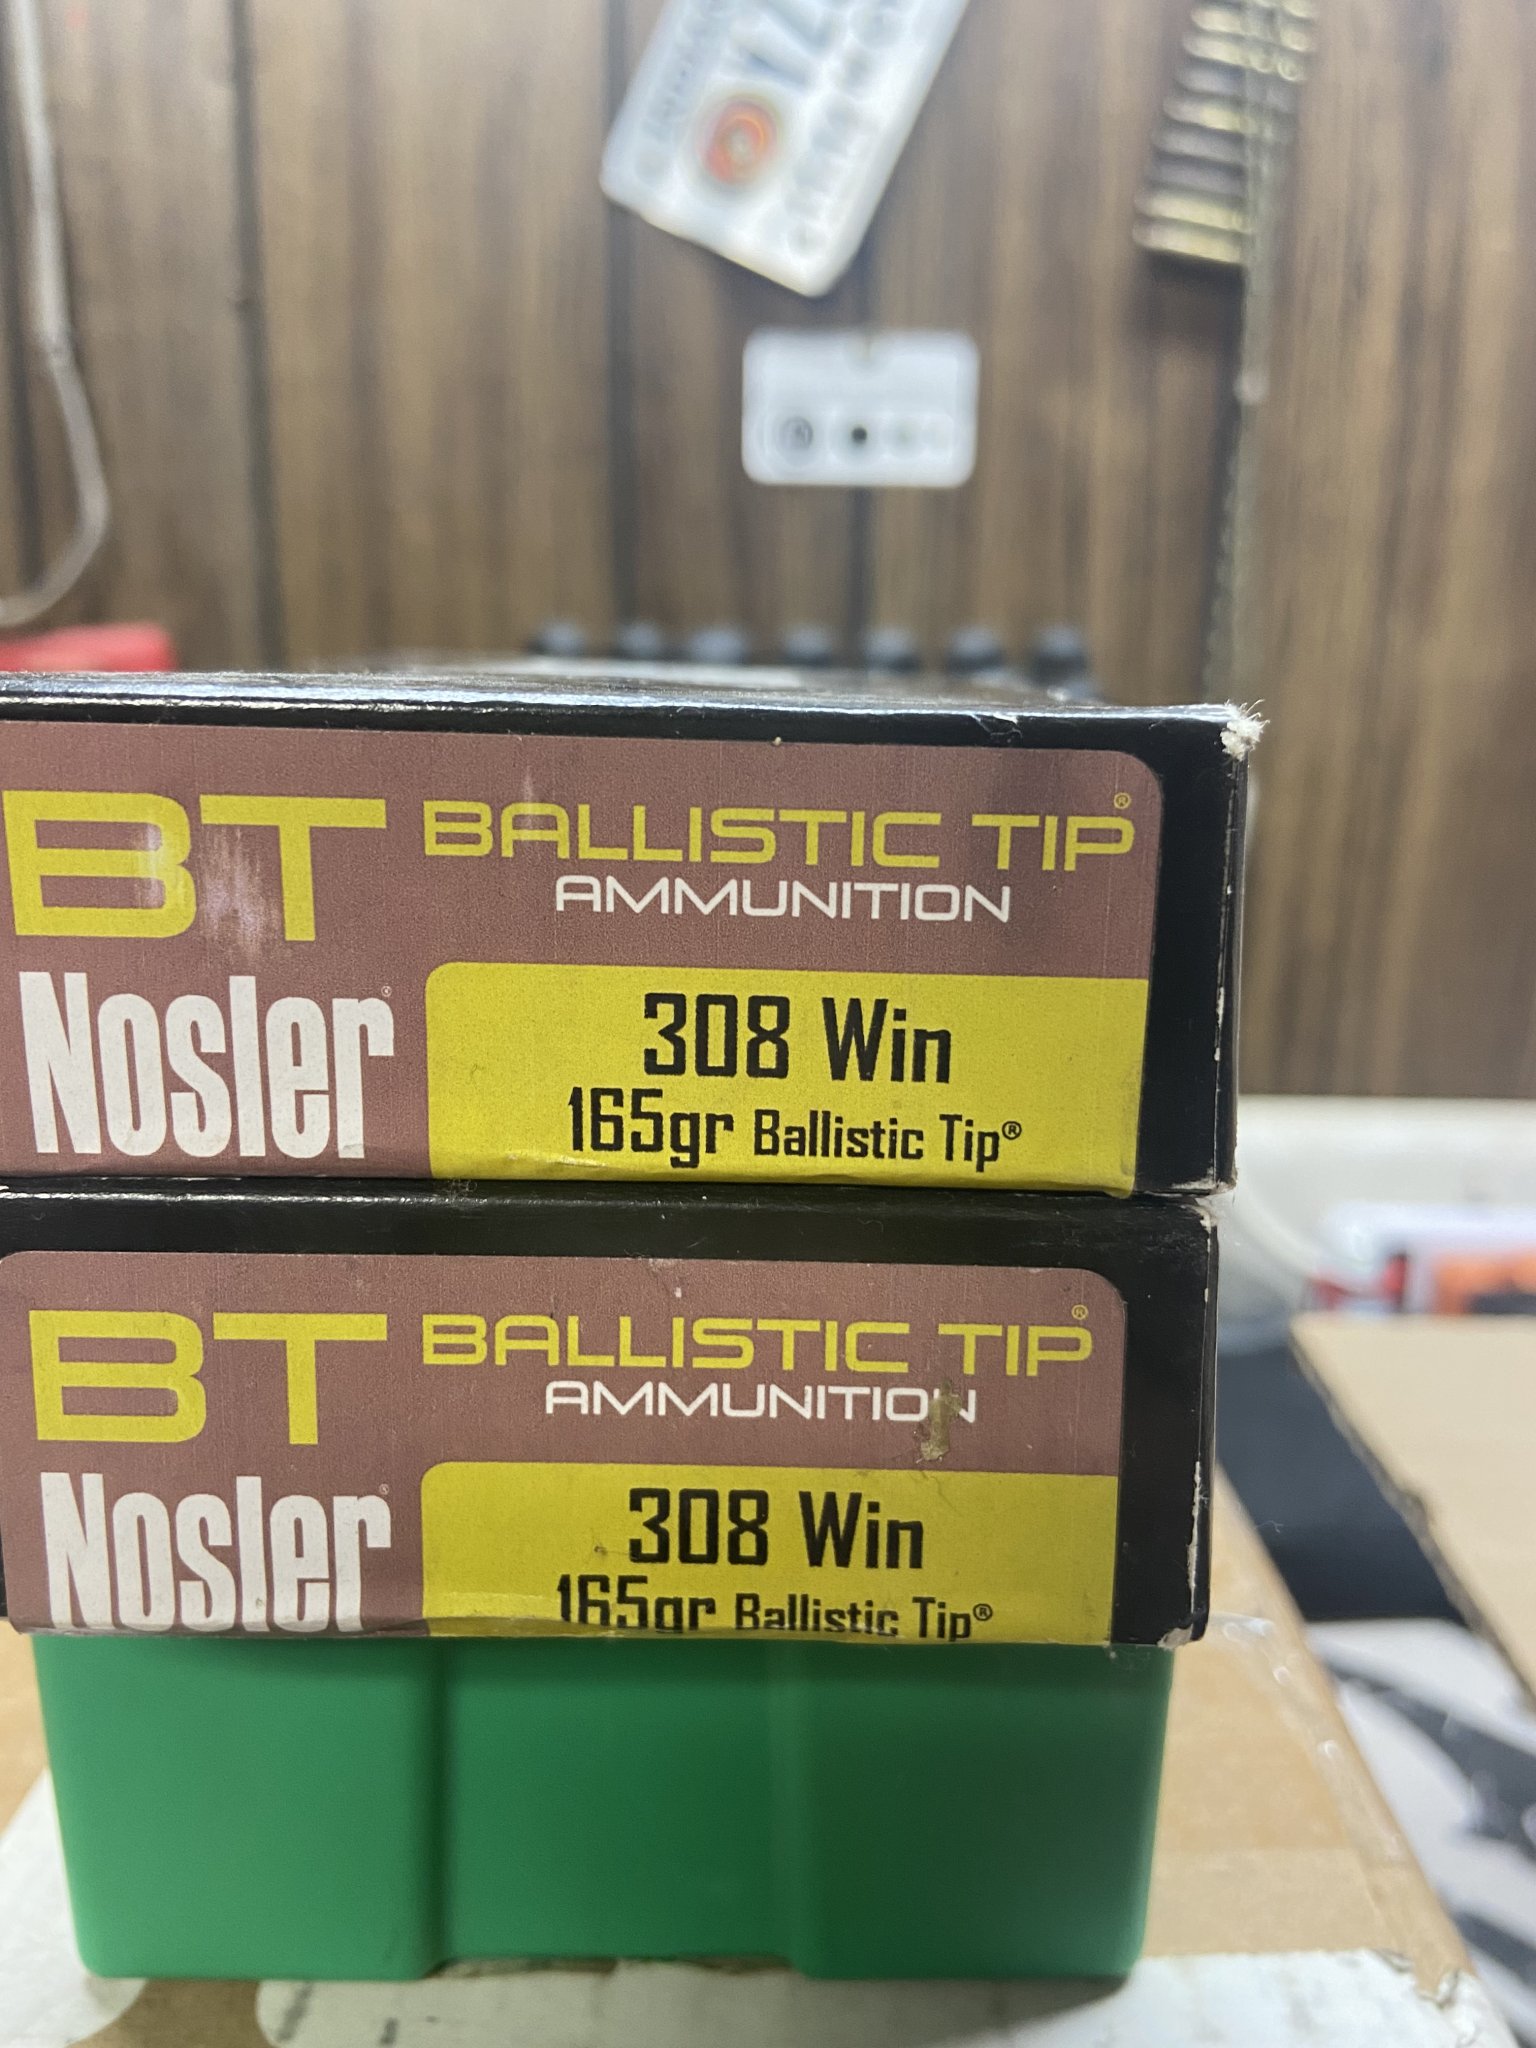 BT BALLISTIC TIP®
AMMUNITION
Nosler®
308 Win
165gr Ballistic Tip®
BT BALLISTIC TIP®
AMMUNITION
Nosler®
308 Win
165gr Ballistic Tip®